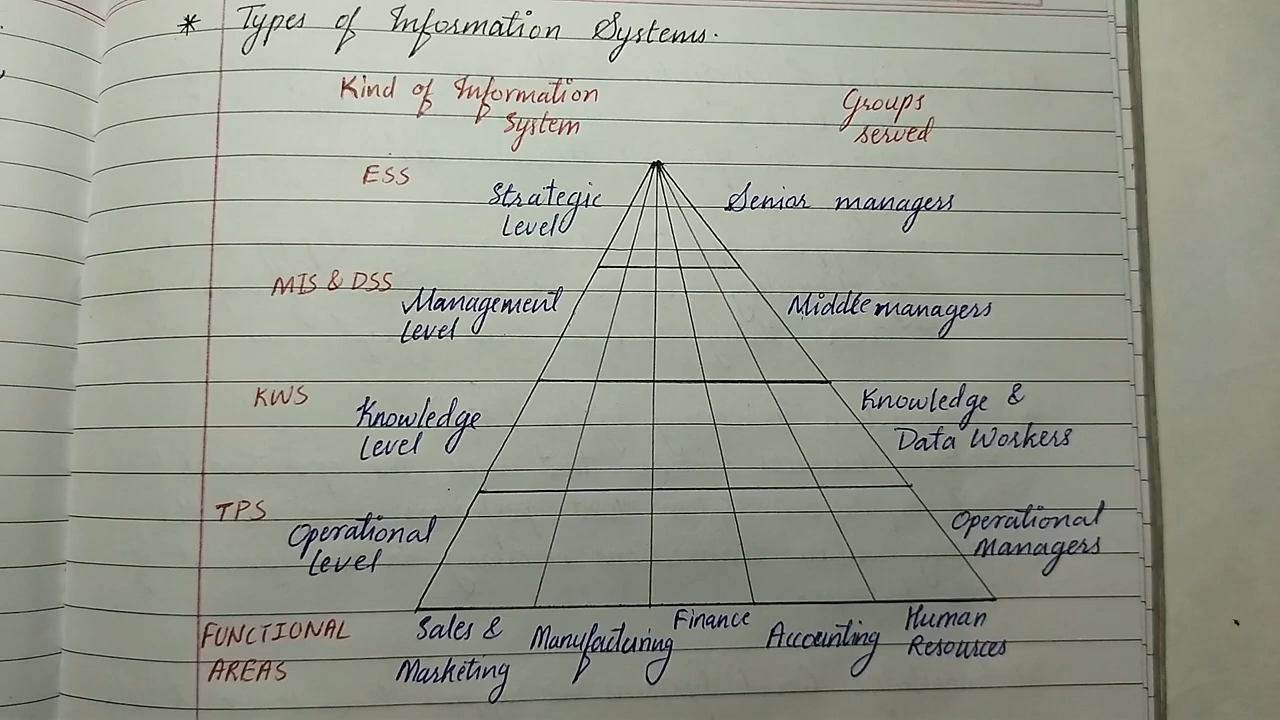 * Types of Information Systems.
Kind of Information
System
Groups
served
ESS
Strategic
Level
Senior managers
MIS & DSS
Management
Level
Middle managers
KWS
Knowledge
Level
Knowledge &
Data Workers
TPS
Operational
Level
Operational
Managers
FUNCTIONAL
AREAS
Sales &
Marketing
Manufacturing
Finance
Accounting
Human
Resources